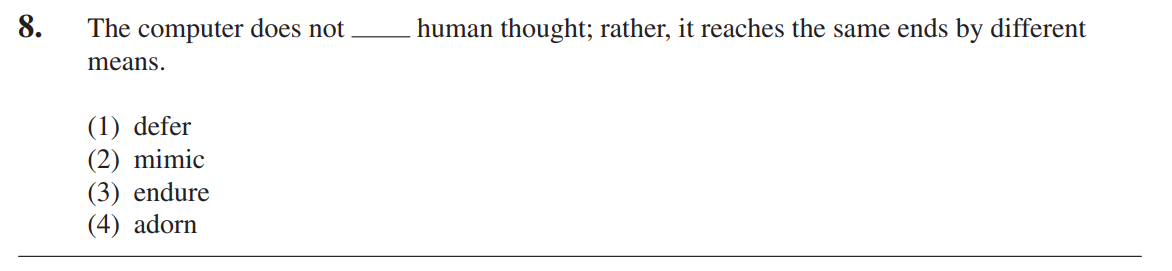 8. The computer does not ____ human thought; rather, it reaches the same ends by different
means.
(1) defer
(2) mimic
(3) endure
(4) adorn